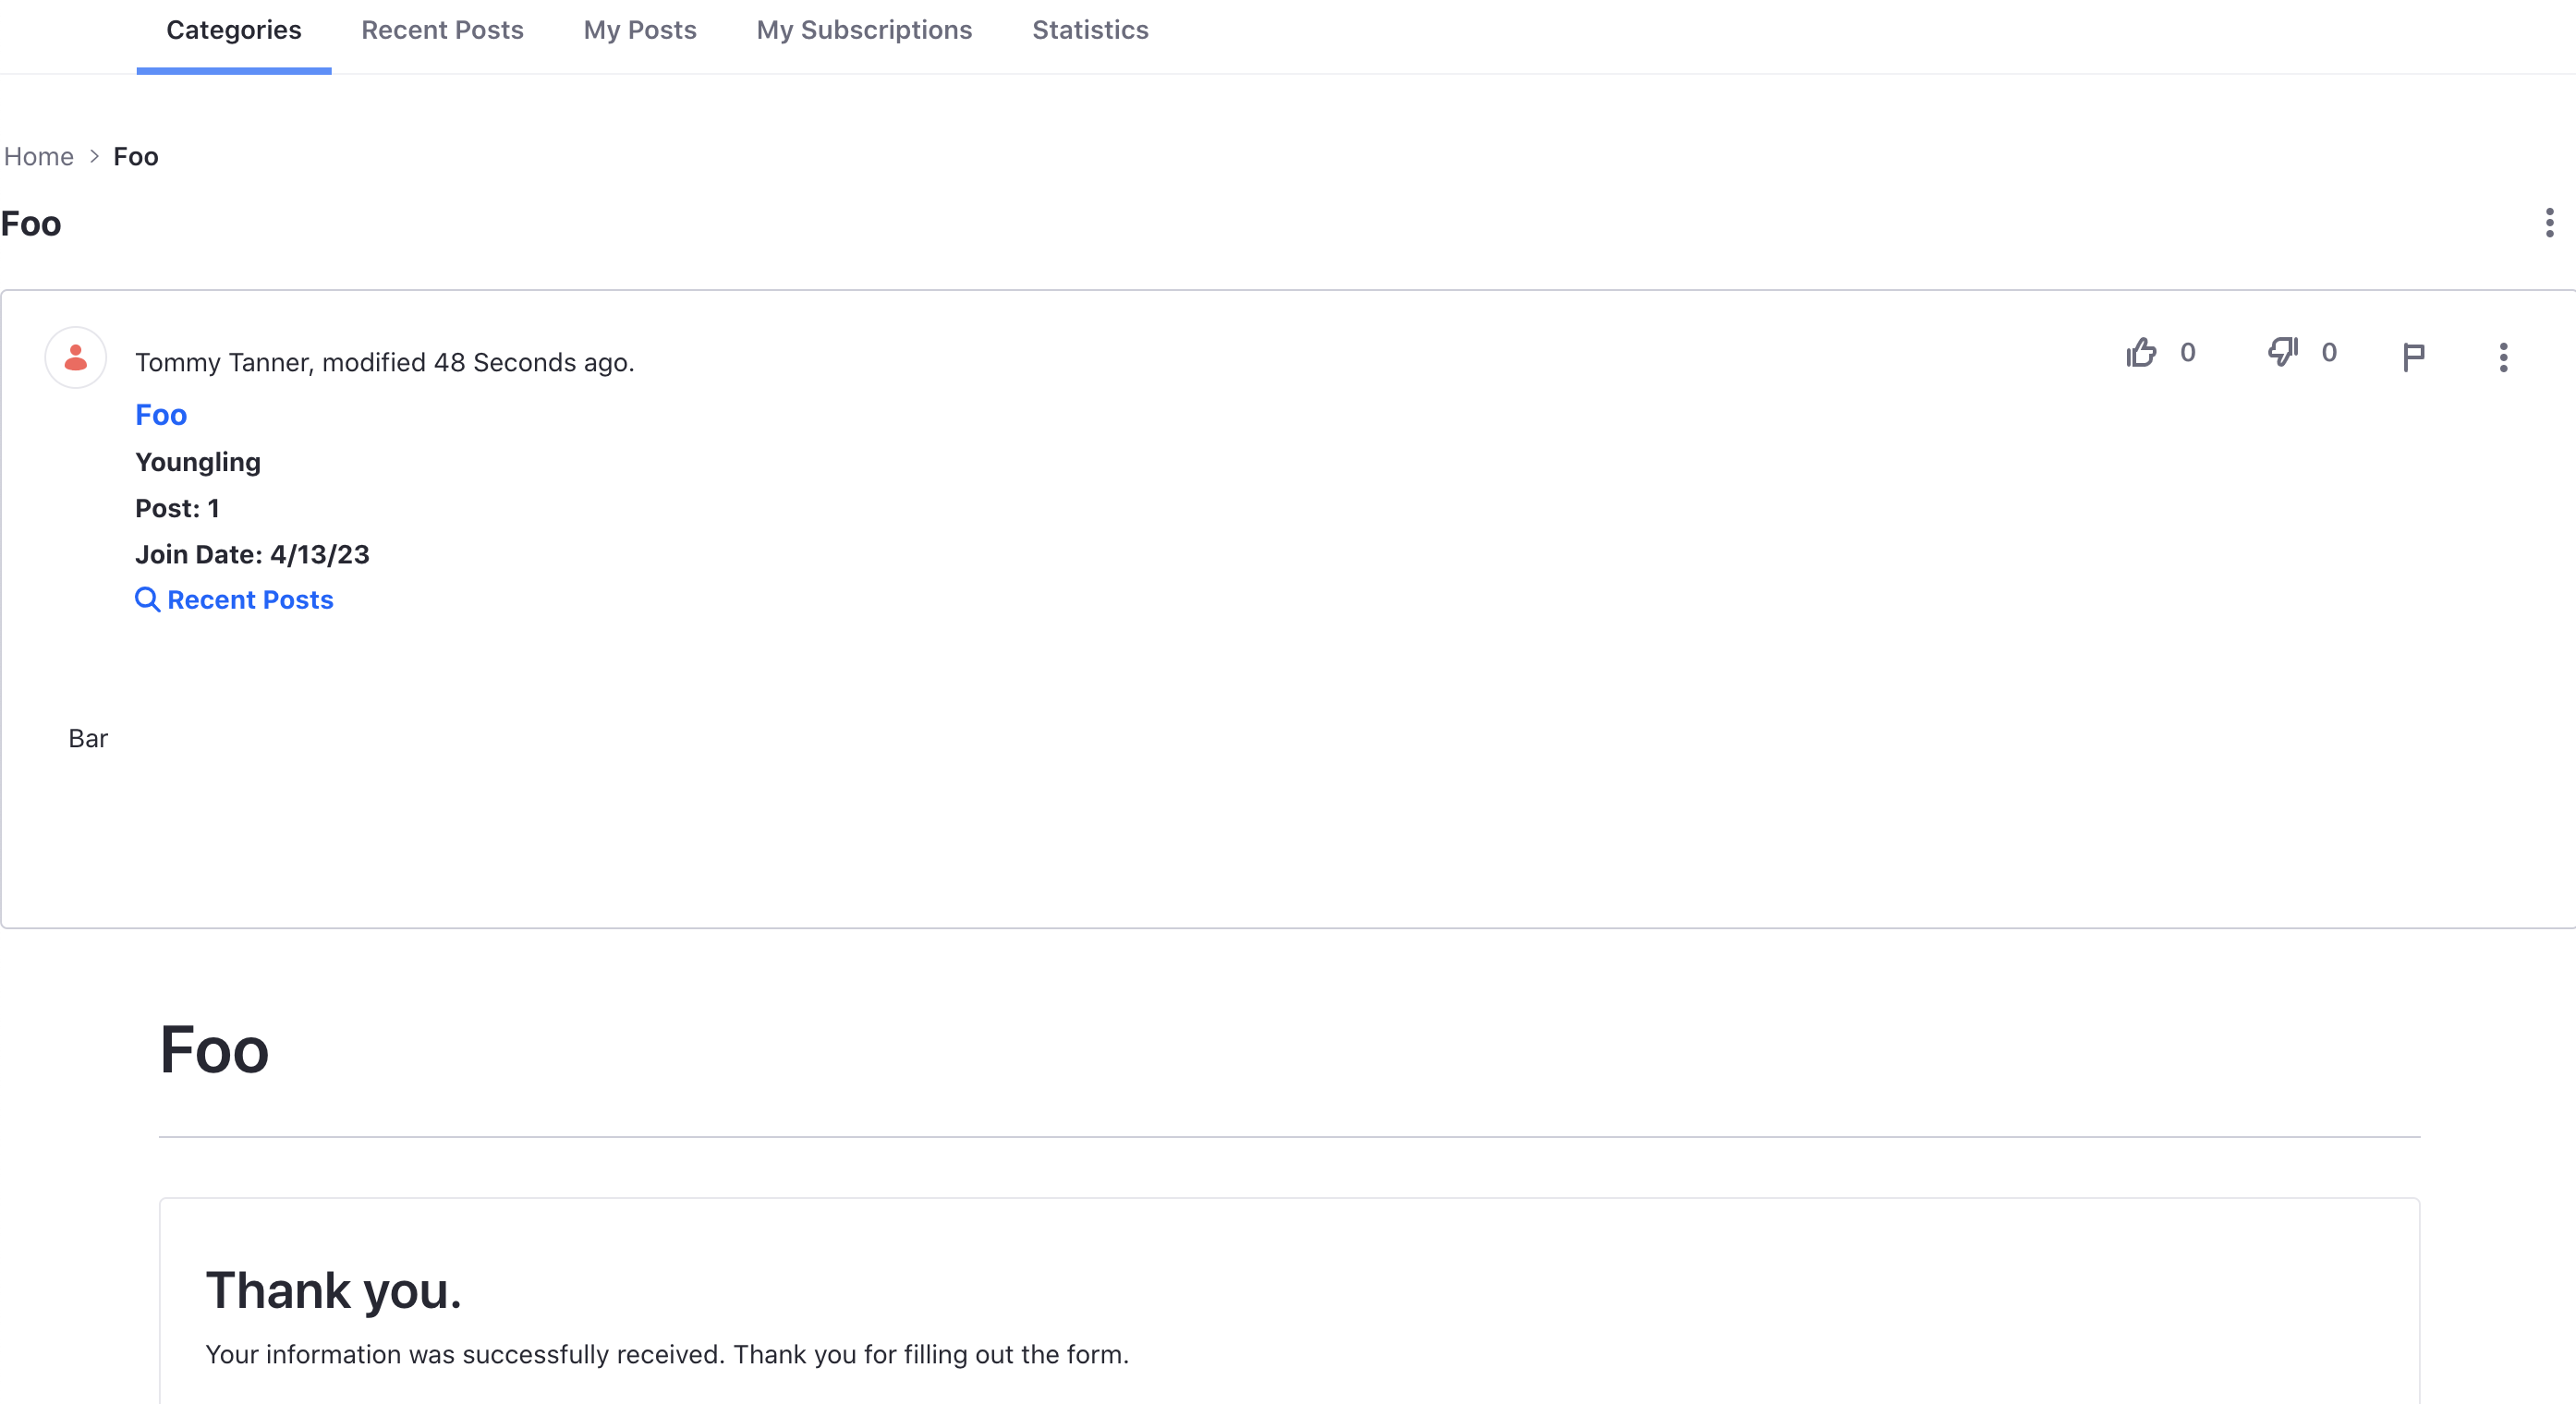 Categories Recent Posts My Posts My Subscriptions Statistics
Home > Foo
Foo
Tommy Tanner, modified 48 Seconds ago.
0 0
Foo
Youngling
Post: 1
Join Date: 4/13/23
Recent Posts
Bar
Foo
Thank you.
Your information was successfully received. Thank you for filling out the form.